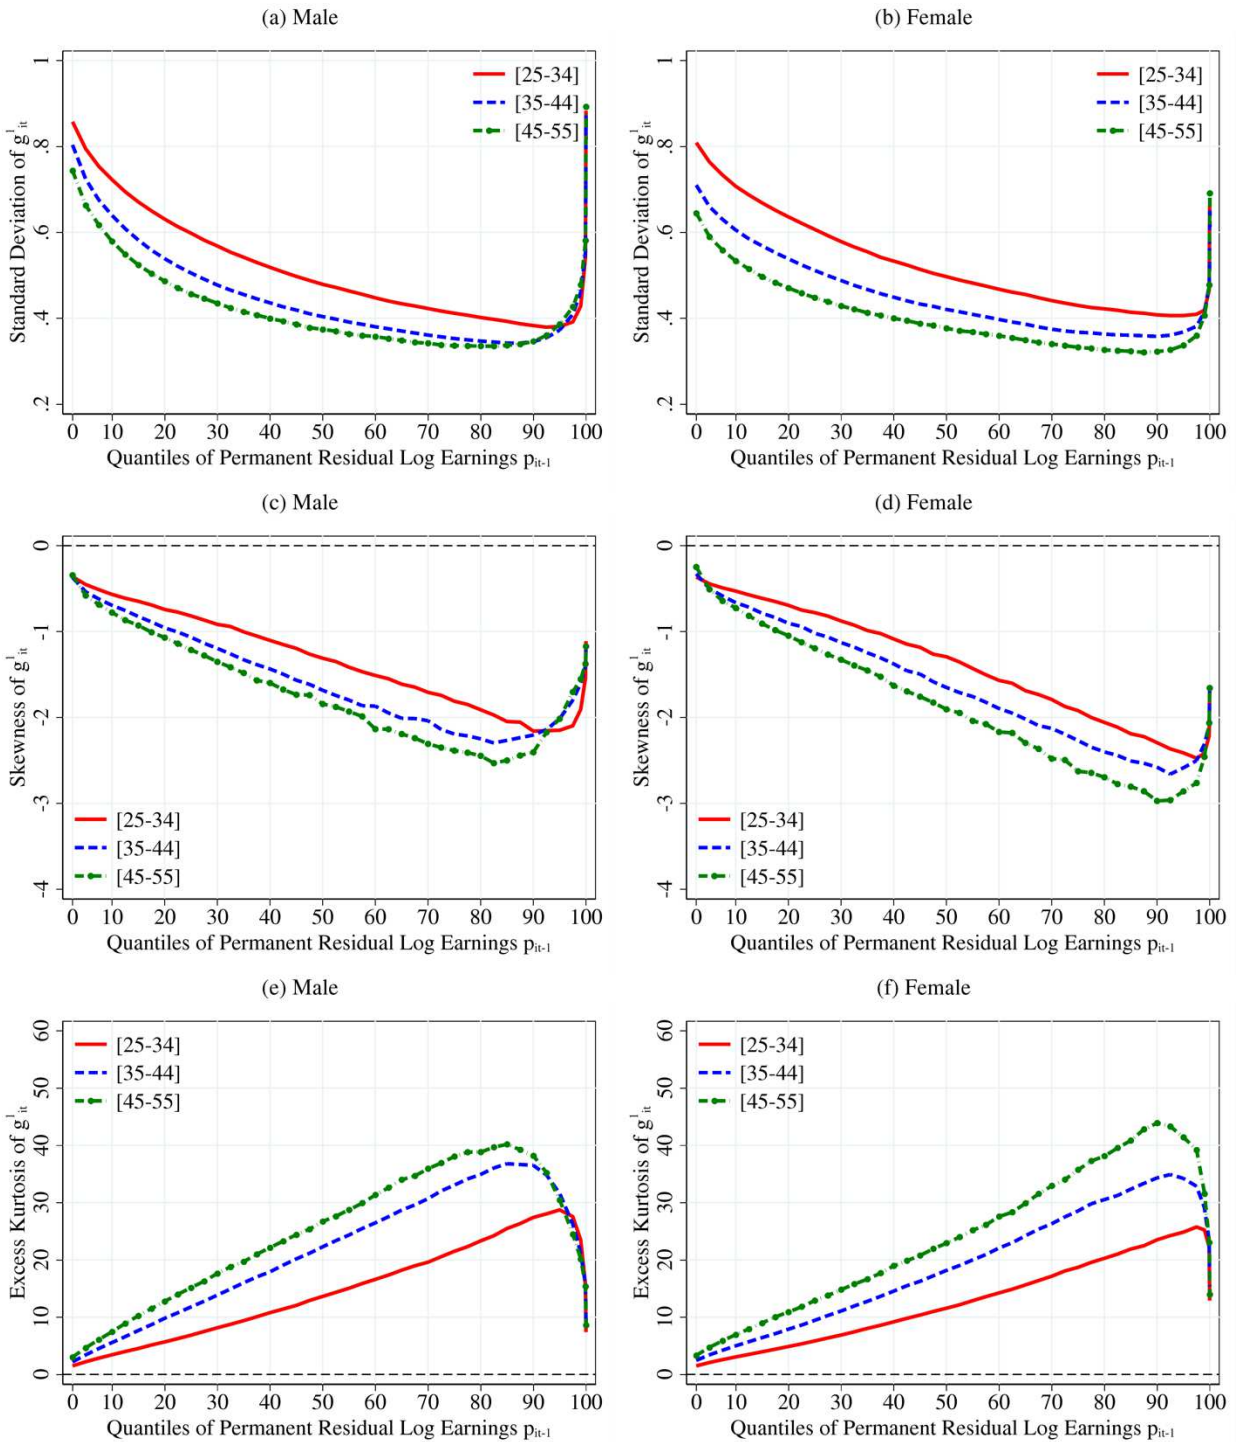 (a) Male
Standard Deviation of g¹ᵢₜ
1
.8
.6
.4
.2
[25-34]
[35-44]
[45-55]
0 10 20 30 40 50 60 70 80 90 100
Quantiles of Permanent Residual Log Earnings pᵢₜ₋₁
(b) Female
Standard Deviation of g¹ᵢₜ
1
.8
.6
.4
.2
[25-34]
[35-44]
[45-55]
0 10 20 30 40 50 60 70 80 90 100
Quantiles of Permanent Residual Log Earnings pᵢₜ₋₁
(c) Male
Skewness of g¹ᵢₜ
0
-1
-2
-3
-4
[25-34]
[35-44]
[45-55]
0 10 20 30 40 50 60 70 80 90 100
Quantiles of Permanent Residual Log Earnings pᵢₜ₋₁
(d) Female
Skewness of g¹ᵢₜ
0
-1
-2
-3
-4
[25-34]
[35-44]
[45-55]
0 10 20 30 40 50 60 70 80 90 100
Quantiles of Permanent Residual Log Earnings pᵢₜ₋₁
(e) Male
Excess Kurtosis of g¹ᵢₜ
60
50
40
30
20
10
0
[25-34]
[35-44]
[45-55]
0 10 20 30 40 50 60 70 80 90 100
Quantiles of Permanent Residual Log Earnings pᵢₜ₋₁
(f) Female
Excess Kurtosis of g¹ᵢₜ
60
50
40
30
20
10
0
[25-34]
[35-44]
[45-55]
0 10 20 30 40 50 60 70 80 90 100
Quantiles of Permanent Residual Log Earnings pᵢₜ₋₁